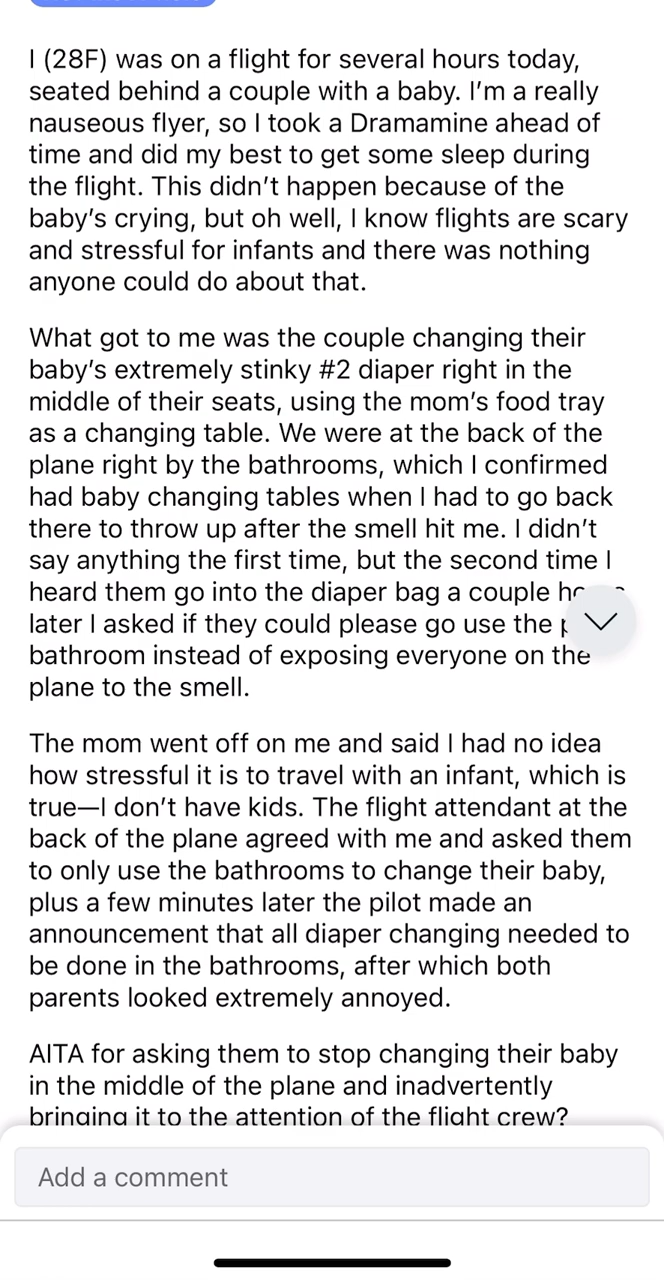 I (28F) was on a flight for several hours today,
seated behind a couple with a baby. I’m a really
nauseous flyer, so I took a Dramamine ahead of
time and did my best to get some sleep during
the flight. This didn’t happen because of the
baby’s crying, but oh well, I know flights are scary
and stressful for infants and there was nothing
anyone could do about that.
What got to me was the couple changing their
baby’s extremely stinky #2 diaper right in the
middle of their seats, using the mom’s food tray
as a changing table. We were at the back of the
plane right by the bathrooms, which I confirmed
had baby changing tables when I had to go back
there to throw up after the smell hit me. I didn’t
say anything the first time, but the second time I
heard them go into the diaper bag a couple
later I asked if they could please go use the
bathroom instead of exposing everyone on the
plane to the smell.
The mom went off on me and said I had no idea
how stressful it is to travel with an infant, which is
true—I don’t have kids. The flight attendant at the
back of the plane agreed with me and asked them
to only use the bathrooms to change their baby,
plus a few minutes later the pilot made an
announcement that all diaper changing needed to
be done in the bathrooms, after which both
parents looked extremely annoyed.
AITA for asking them to stop changing their baby
in the middle of the plane and inadvertently
bringing it to the attention of the flight crew?
Add a comment